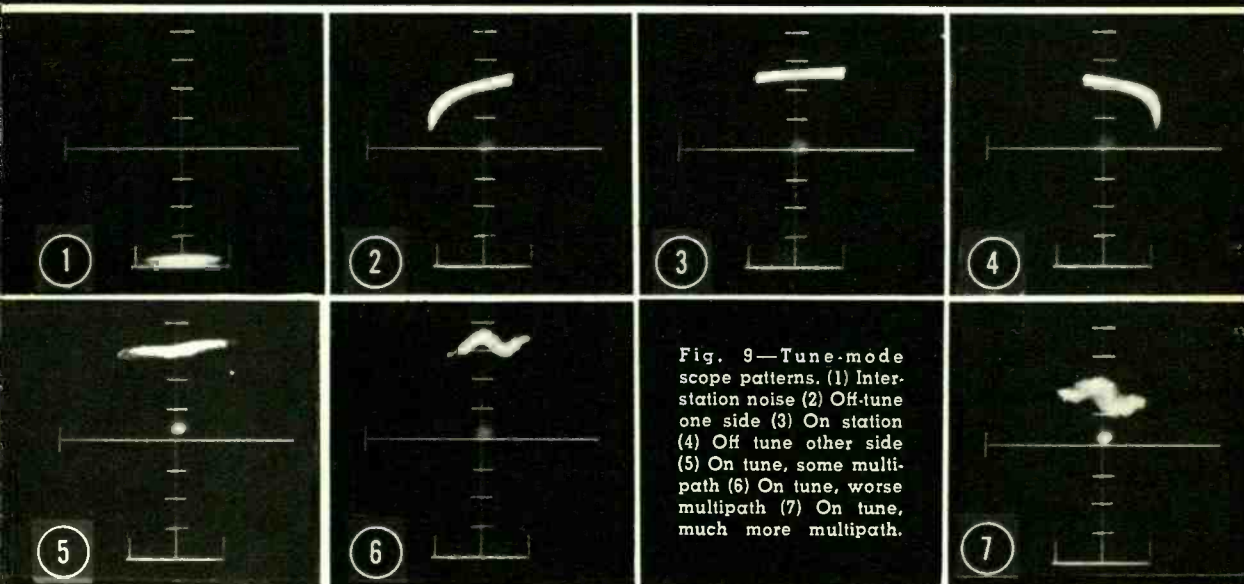 1
2
3
4
5
6
Fig. 9—Tune-mode
scope patterns. (1) Inter-
station noise (2) Off-tune
one side (3) On station
(4) Off tune other side
(5) On tune, some multi-
path (6) On tune, worse
multipath (7) On tune,
much more multipath.
7